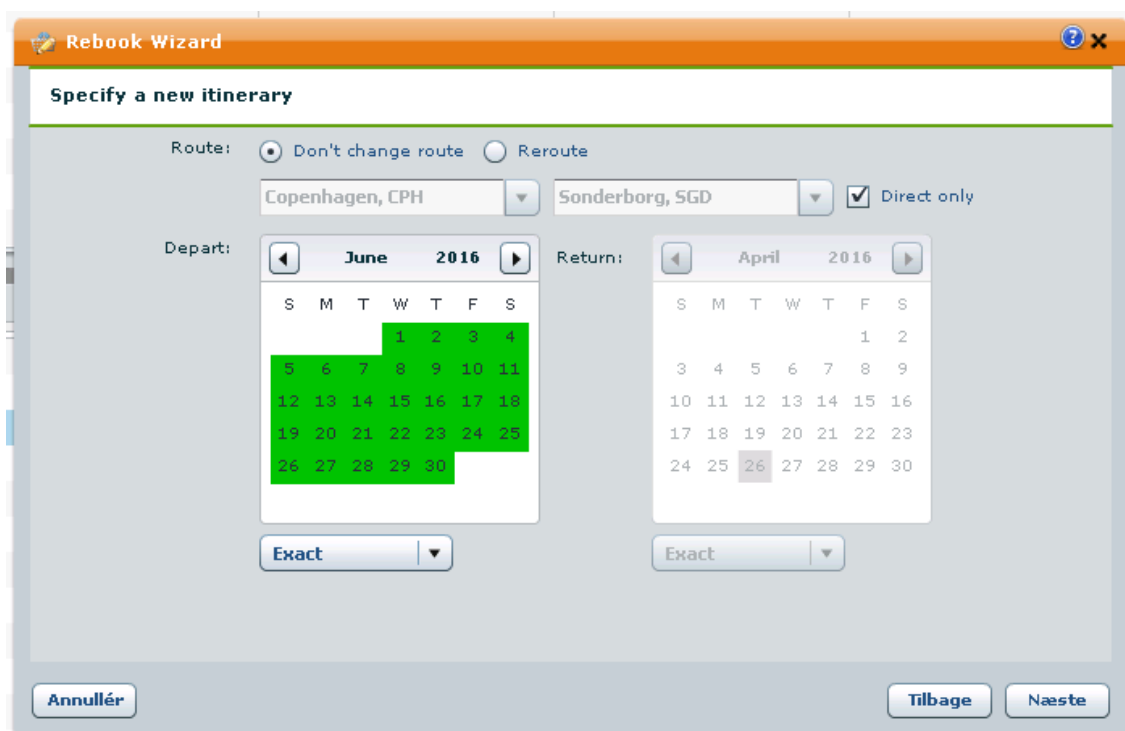 Rebook Wizard
Specify a new itinerary
Route: Don't change route Reroute
Copenhagen, CPH Sonderborg, SGD Direct only
Depart: June 2016 Return: April 2016
S M T W T F S S M T W T F S
1 2 3 4 1 2
5 6 7 8 9 10 11 3 4 5 6 7 8 9
12 13 14 15 16 17 18 10 11 12 13 14 15 16
19 20 21 22 23 24 25 17 18 19 20 21 22 23
26 27 28 29 30 24 25 26 27 28 29 30
Exact Exact
Annullér Tilbage Næste